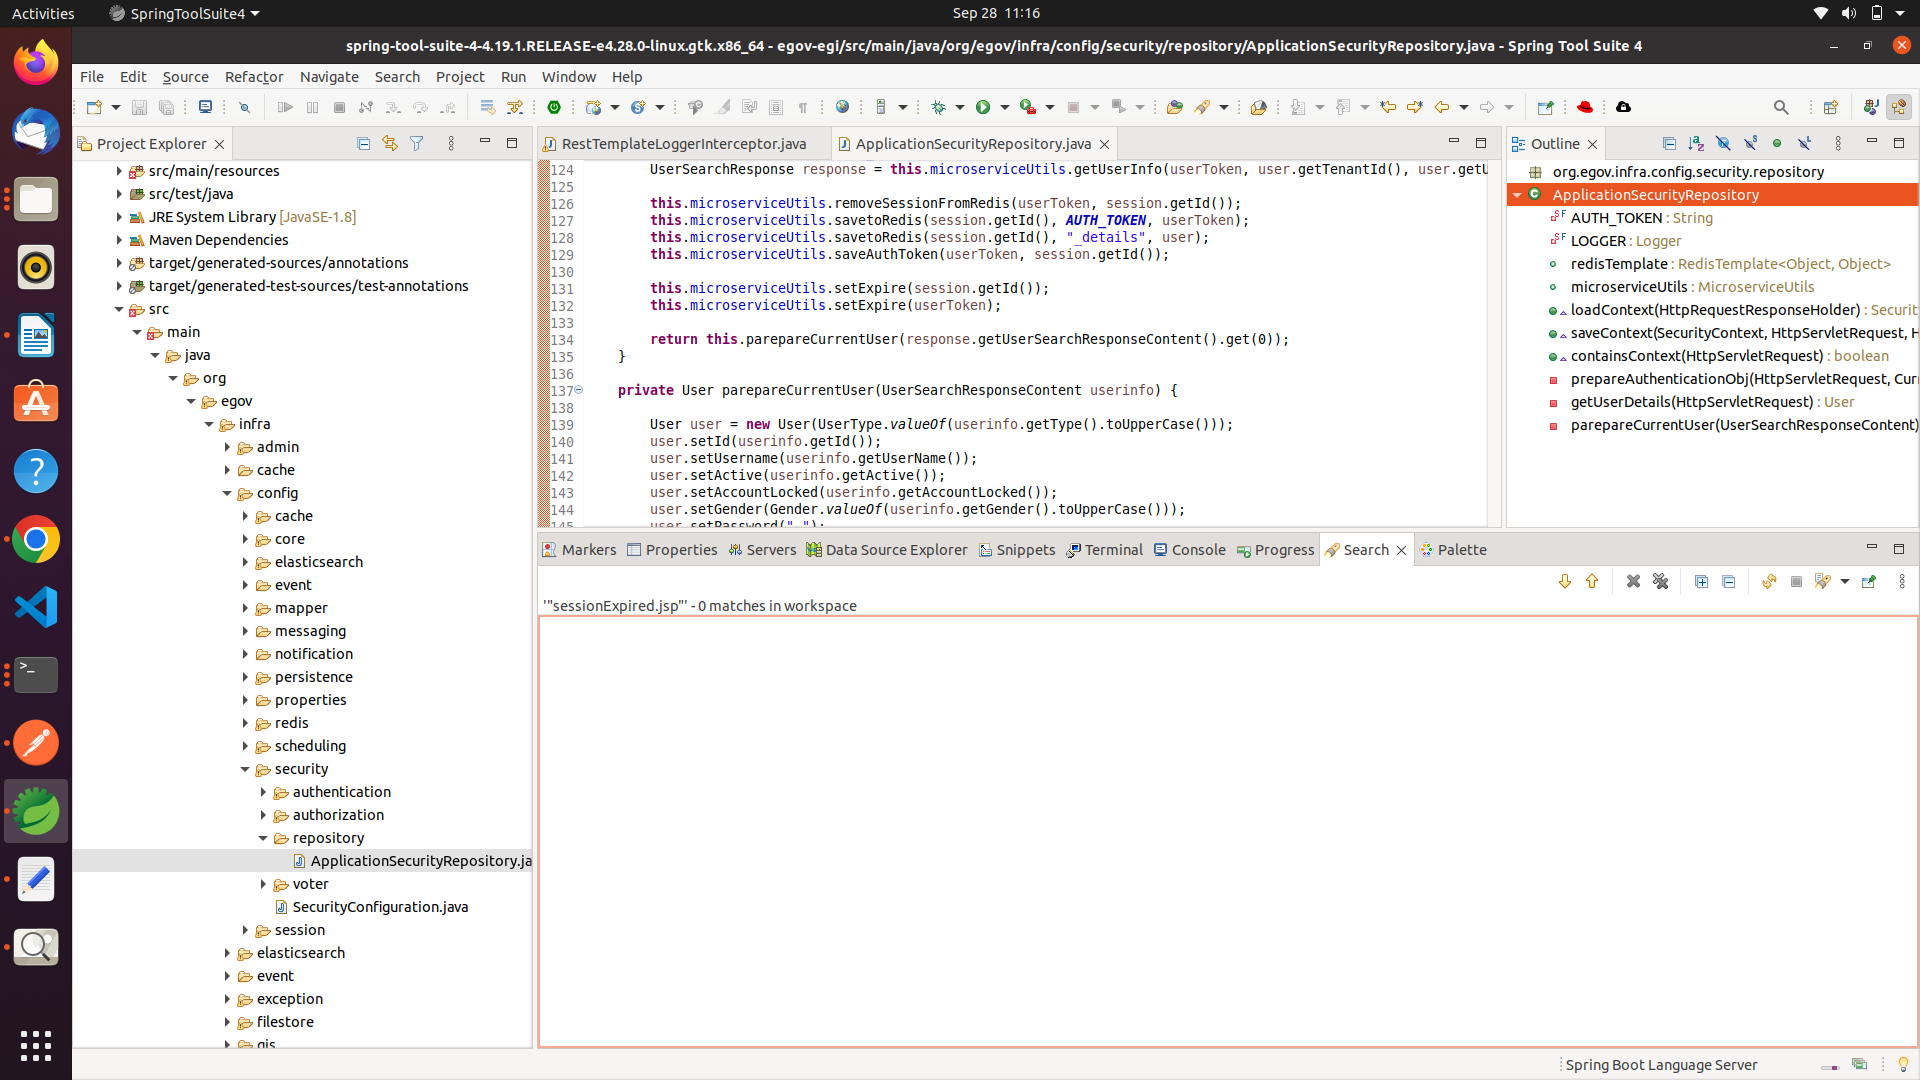 Activities
SpringToolSuite4
Sep 28 11:16
spring-tool-suite-4-4.19.1.RELEASE-e4.28.0-linux.gtk.x86_64 - egov-egi/src/main/java/org/egov/infra/config/security/repository/ApplicationSecurityRepository.java - Spring Tool Suite 4
File Edit Source Refactor Navigate Search Project Run Window Help
Project Explorer
src/main/resources
src/test/java
JRE System Library [JavaSE-1.8]
Maven Dependencies
target/generated-sources/annotations
target/generated-test-sources/test-annotations
src
main
java
org
egov
infra
admin
cache
config
cache
core
elasticsearch
event
mapper
messaging
notification
persistence
properties
redis
scheduling
security
authentication
authorization
repository
ApplicationSecurityRepository.ja
voter
SecurityConfiguration.java
session
elasticsearch
event
exception
filestore
gis
RestTemplateLoggerInterceptor.java
ApplicationSecurityRepository.java
124 UserSearchResponse response = this.microserviceUtils.getUserInfo(userToken, user.getTenantId(), user.getU
125
126 this.microserviceUtils.removeSessionFromRedis(userToken, session.getId());
127 this.microserviceUtils.savetoRedis(session.getId(), AUTH_TOKEN, userToken);
128 this.microserviceUtils.savetoRedis(session.getId(), "_details", user);
129 this.microserviceUtils.saveAuthToken(userToken, session.getId());
130
131 this.microserviceUtils.setExpire(session.getId());
132 this.microserviceUtils.setExpire(userToken);
133
134 return this.parepareCurrentUser(response.getUserSearchResponseContent().get(0));
135 }
136
137 private User parepareCurrentUser(UserSearchResponseContent userinfo) {
138
139 User user = new User(UserType.valueOf(userinfo.getType().toUpperCase()));
140 user.setId(userinfo.getId());
141 user.setUsername(userinfo.getUserName());
142 user.setActive(userinfo.getActive());
143 user.setAccountLocked(userinfo.getAccountLocked());
144 user.setGender(Gender.valueOf(userinfo.getGender().toUpperCase()));
145 user.setPassword(" ");
Outline
org.egov.infra.config.security.repository
ApplicationSecurityRepository
AUTH_TOKEN : String
LOGGER : Logger
redisTemplate : RedisTemplate<Object, Object>
microserviceUtils : MicroserviceUtils
loadContext(HttpRequestResponseHolder) : Securit
saveContext(SecurityContext, HttpServletRequest, H
containsContext(HttpServletRequest) : boolean
prepareAuthenticationObj(HttpServletRequest, Curr
getUserDetails(HttpServletRequest) : User
parepareCurrentUser(UserSearchResponseContent)
Markers Properties Servers Data Source Explorer Snippets Terminal Console Progress Search Palette
'"sessionExpired.jsp"' - 0 matches in workspace
Spring Boot Language Server